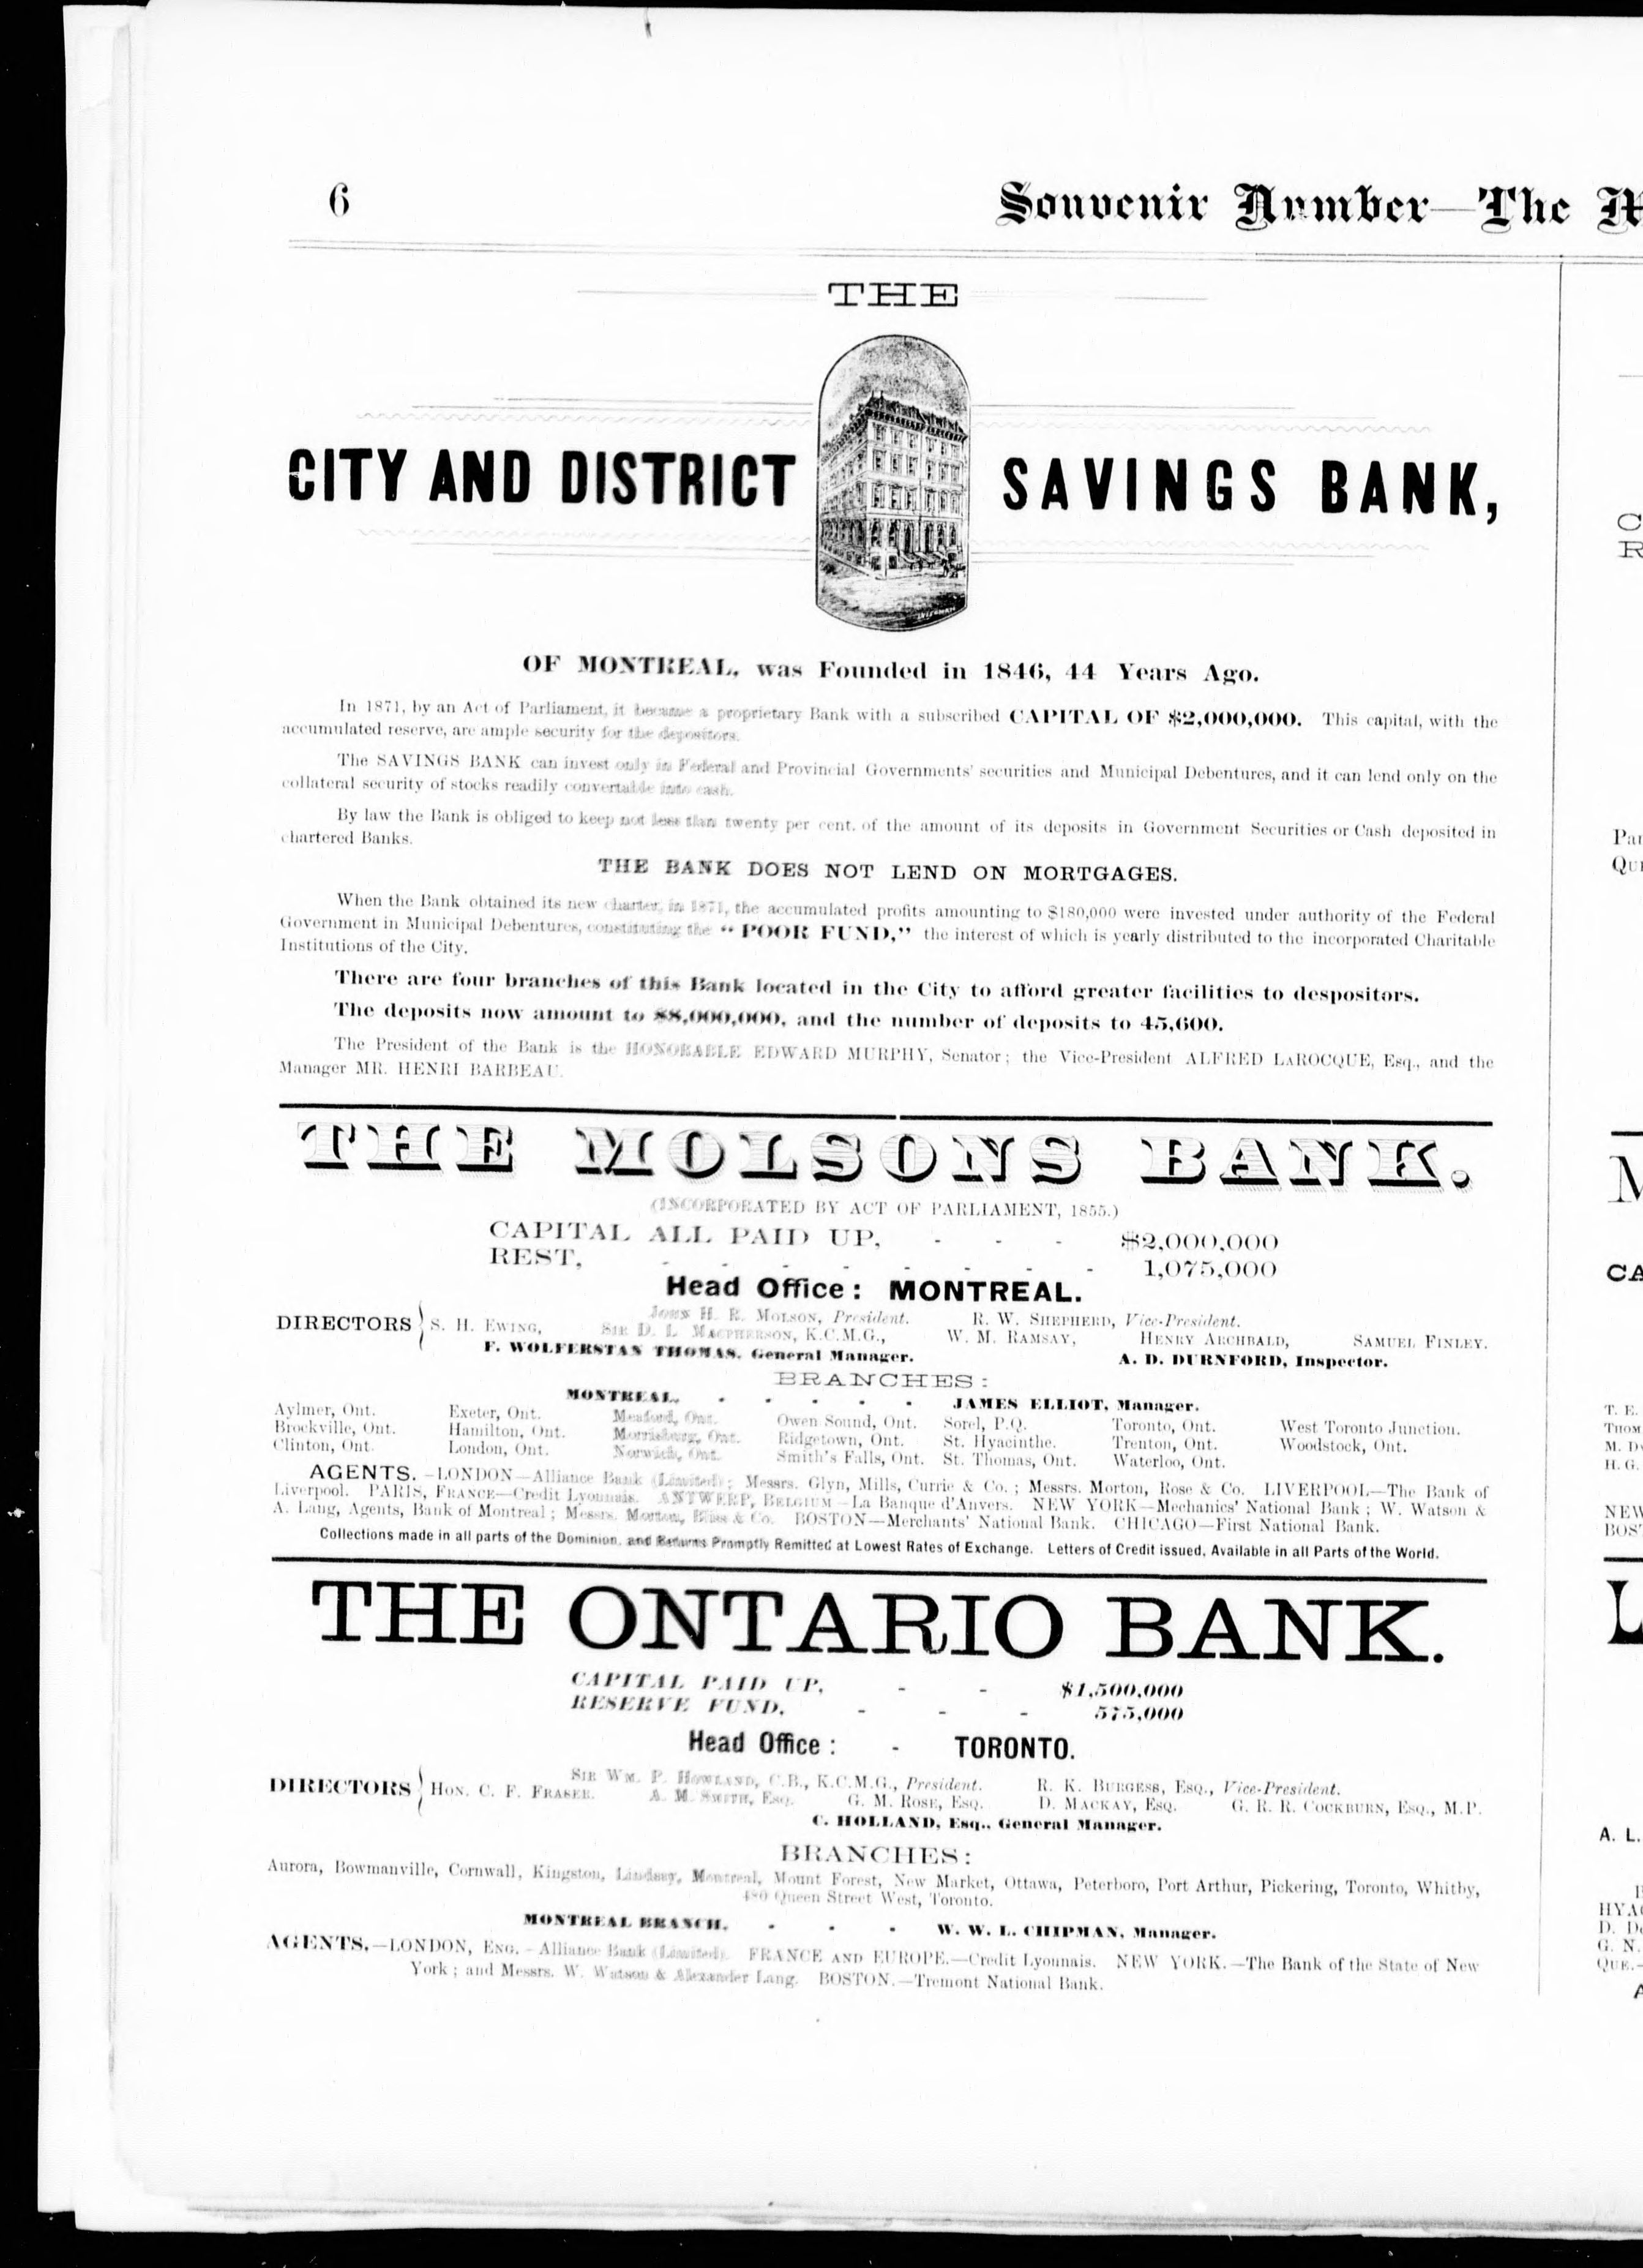 6
Souvenir Number—The
THE
CITY AND DISTRICT SAVINGS BANK,
OF MONTREAL, was Founded in 1846, 44 Years Ago.
In 1871, by an Act of Parliament, it became a proprietary Bank with a subscribed CAPITAL OF $2,000,000. This capital, with the
accumulated reserve, are ample security for the depositors.
The SAVINGS BANK can invest only in Federal and Provincial Governments' securities and Municipal Debentures, and it can lend only on the
collateral security of stocks readily convertable into cash.
By law the Bank is obliged to keep not less than twenty per cent. of the amount of its deposits in Government Securities or Cash deposited in
chartered Banks.
THE BANK DOES NOT LEND ON MORTGAGES.
When the Bank obtained its new charter, in 1871, the accumulated profits amounting to $180,000 were invested under authority of the Federal
Government in Municipal Debentures, constituting the "POOR FUND," the interest of which is yearly distributed to the incorporated Charitable
Institutions of the City.
There are four branches of this Bank located in the City to afford greater facilities to despositors.
The deposits now amount to $8,000,000, and the number of deposits to 45,600.
The President of the Bank is the HONORABLE EDWARD MURPHY, Senator; the Vice-President ALFRED LAROCQUE, Esq., and the
Manager MR. HENRI BARBEAU.
THE MOLSONS BANK.
(INCORPORATED BY ACT OF PARLIAMENT, 1855.)
CAPITAL ALL PAID UP, - - - $2,000,000
REST, - - - - - - - - 1,075,000
Head Office: MONTREAL.
JOHN H. R. MOLSON, President. R. W. SHEPHERD, Vice-President.
DIRECTORS { S. H. EWING, SIR D. L. MACPHERSON, K.C.M.G., W. M. RAMSAY, HENRY ARCHBALD, SAMUEL FINLEY.
F. WOLFERSTAN THOMAS, General Manager. A. D. DURNFORD, Inspector.
BRANCHES:
MONTREAL, - - - - - JAMES ELLIOT, Manager.
Aylmer, Ont. Exeter, Ont. Meaford, Ont. Owen Sound, Ont. Sorel, P.Q. Toronto, Ont. West Toronto Junction.
Brockville, Ont. Hamilton, Ont. Morrisburg, Ont. Ridgetown, Ont. St. Hyacinthe. Trenton, Ont. Woodstock, Ont.
Clinton, Ont. London, Ont. Norwich, Ont. Smith's Falls, Ont. St. Thomas, Ont. Waterloo, Ont.
AGENTS.—LONDON—Alliance Bank (Limited); Messrs. Glyn, Mills, Currie & Co.; Messrs. Morton, Rose & Co. LIVERPOOL—The Bank of
Liverpool. PARIS, FRANCE—Credit Lyonnais. ANTWERP, BELGIUM—La Banque d'Anvers. NEW YORK—Mechanics' National Bank; W. Watson &
A. Lang, Agents, Bank of Montreal; Messrs. Morton, Bliss & Co. BOSTON—Merchants' National Bank. CHICAGO—First National Bank.
Collections made in all parts of the Dominion, and Returns Promptly Remitted at Lowest Rates of Exchange. Letters of Credit issued, Available in all Parts of the World.
THE ONTARIO BANK.
CAPITAL PAID UP, - - $1,500,000
RESERVE FUND, - - - 575,000
Head Office: - TORONTO.
SIR WM. P. HOWLAND, C.B., K.C.M.G., President. R. K. BURGESS, ESQ., Vice-President.
DIRECTORS { HON. C. F. FRASER. A. M. SMITH, ESQ. G. M. ROSE, ESQ. D. MACKAY, ESQ. G. R. R. COCKBURN, ESQ., M.P.
C. HOLLAND, Esq., General Manager.
BRANCHES:
Aurora, Bowmanville, Cornwall, Kingston, Lindsay, Montreal, Mount Forest, New Market, Ottawa, Peterboro, Port Arthur, Pickering, Toronto, Whitby,
480 Queen Street West, Toronto.
MONTREAL BRANCH, - - - W. W. L. CHIPMAN, Manager.
AGENTS.—LONDON, ENG.—Alliance Bank (Limited). FRANCE AND EUROPE.—Credit Lyonnais. NEW YORK.—The Bank of the State of New
York; and Messrs. W. Watson & Alexander Lang. BOSTON.—Tremont National Bank.